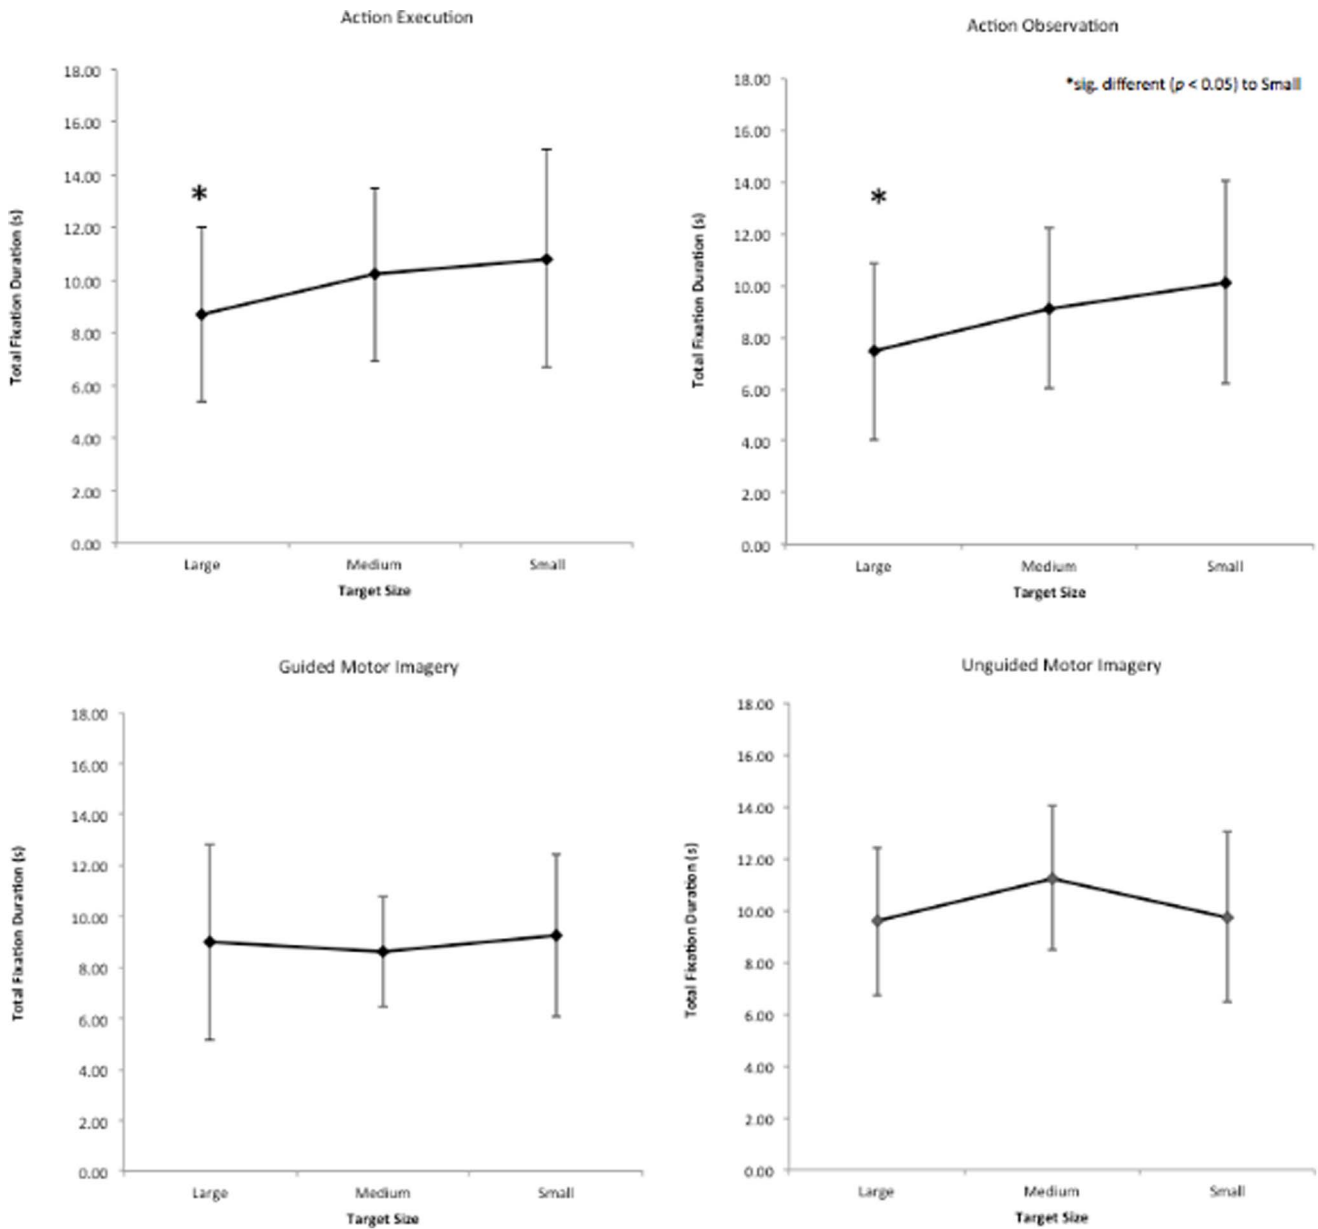 Action Execution
18.00
16.00
14.00
12.00
10.00
8.00
6.00
4.00
2.00
0.00
Total Fixation Duration (s)
*
Large Medium Small
Target Size
Action Observation
*sig. different (p < 0.05) to Small
18.00
16.00
14.00
12.00
10.00
8.00
6.00
4.00
2.00
0.00
Total Fixation Duration (s)
*
Large Medium Small
Target Size
Guided Motor Imagery
18.00
16.00
14.00
12.00
10.00
8.00
6.00
4.00
2.00
0.00
Total Fixation Duration (s)
Large Medium Small
Target Size
Unguided Motor Imagery
18.00
16.00
14.00
12.00
10.00
8.00
6.00
4.00
2.00
0.00
Total Fixation Duration (s)
Large Medium Small
Target Size